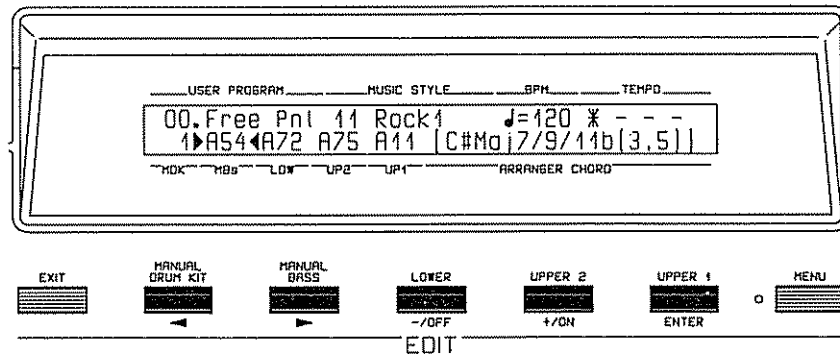 USER PROGRAM MUSIC STYLE BPM TEMPO
00.Free Pnl 11 Rock1 ♩=120 * - - -
1▶A54◀A72 A75 A11 [C#Maj7/9/11b(3,5)]
MDK MBs LOW UP2 UP1 ARRANGER CHORD
EXIT MANUAL DRUM KIT MANUAL BASS LOWER UPPER 2 UPPER 1 MENU
◄ ► -/OFF +/ON ENTER
EDIT